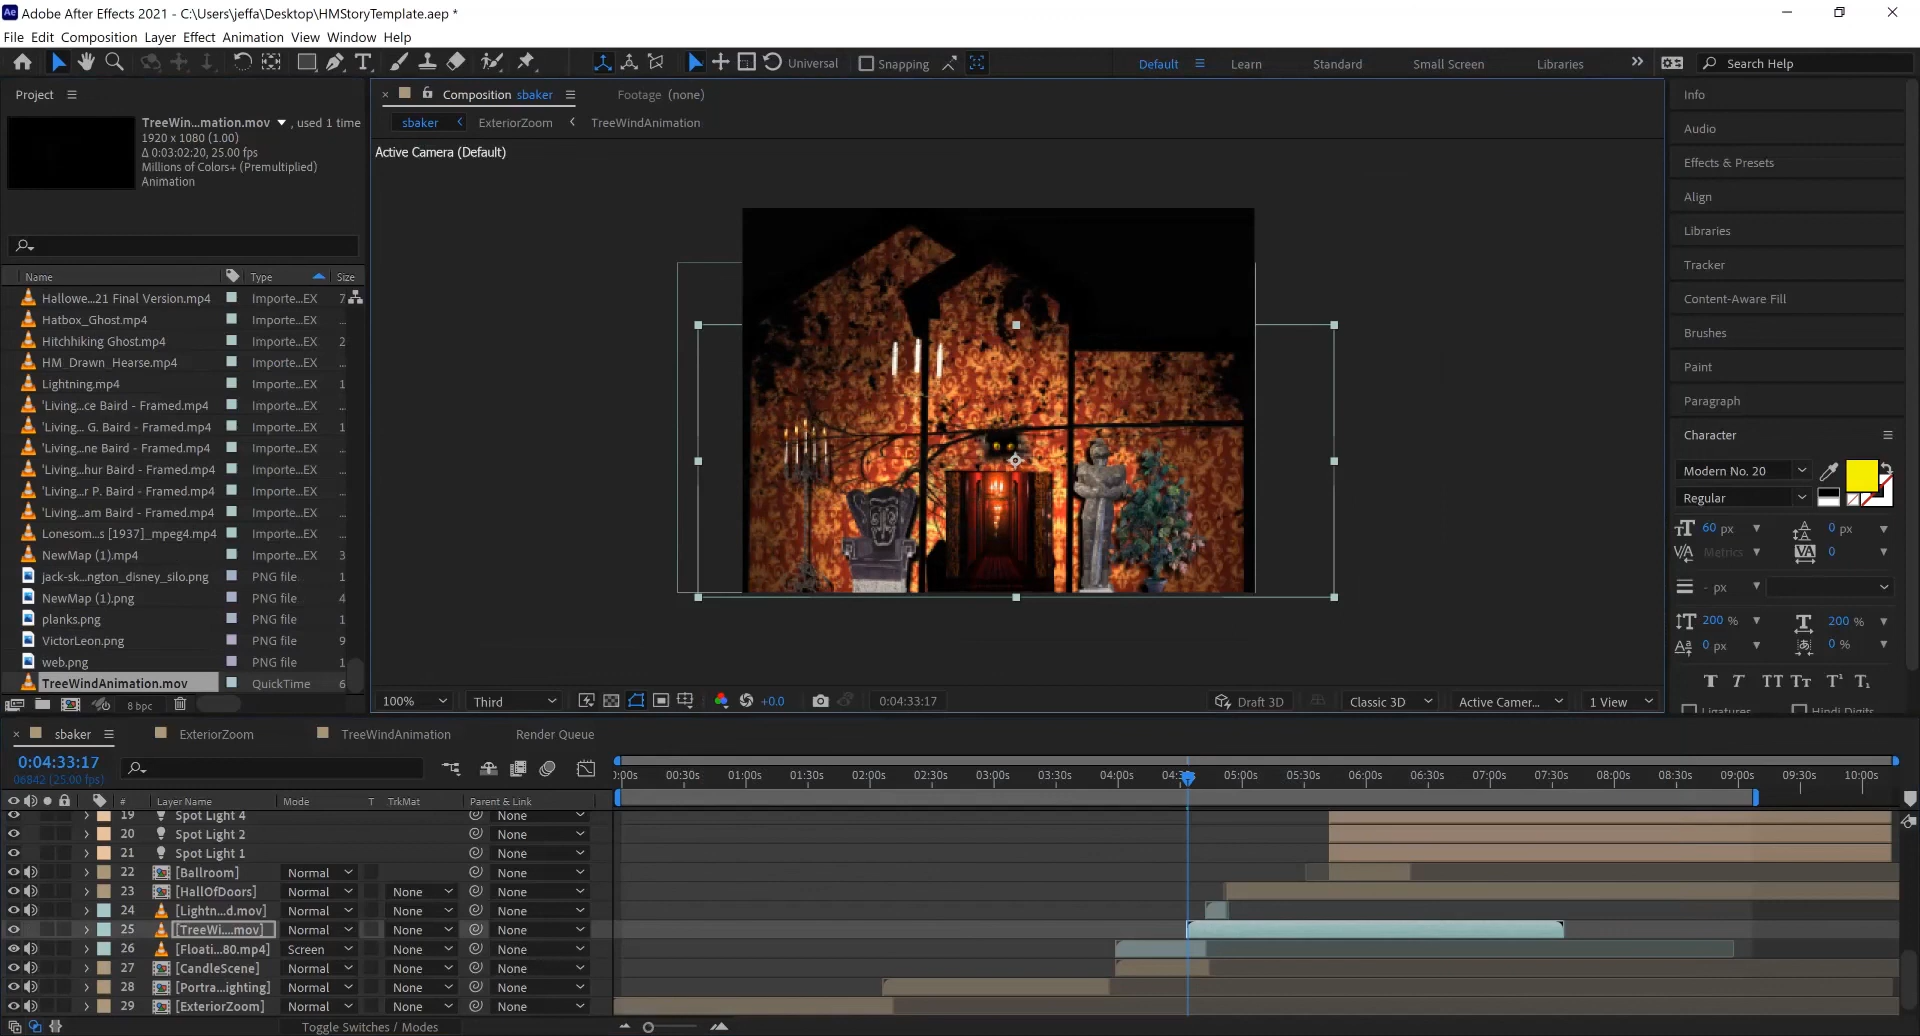 Adobe After Effects 2021 - C:\Users\jeffa\Desktop\HMStoryTemplate.aep *
File Edit Composition Layer Effect Animation View Window Help
Universal Snapping Default Learn Standard Small Screen Libraries Search Help
Project
TreeWin...mation.mov , used 1 time
1920 x 1080 (1.00)
Δ 0:03:02:20, 25.00 fps)
Millions of Colors+ (Premultiplied)
Animation
Name Type Size
Hallowe...21 Final Version.mp4 Importe...EX 7
Hatbox_Ghost.mp4 Importe...EX ...
Hitchhiking Ghost.mp4 Importe...EX 2
HM_Drawn_Hearse.mp4 Importe...EX ...
Lightning.mp4 Importe...EX 1
'Living...ce Baird - Framed.mp4 Importe...EX ...
'Living... G. Baird - Framed.mp4 Importe...EX 1
'Living...ne Baird - Framed.mp4 Importe...EX ...
'Living...hur Baird - Framed.mp4 Importe...EX ...
'Living...r P. Baird - Framed.mp4 Importe...EX ...
'Living...am Baird - Framed.mp4 Importe...EX ...
Lonesom...s [1937]_mpeg4.mp4 Importe...EX ...
NewMap (1).mp4 Importe...EX 3
jack-sk...ngton_disney_silo.png PNG file 1
NewMap (1).png PNG file 4
planks.png PNG file 1
VictorLeon.png PNG file 9
web.png PNG file 1
TreeWindAnimation.mov QuickTime 6
8 bpc
Composition sbaker Footage (none)
sbaker ExteriorZoom TreeWindAnimation
Active Camera (Default)
100% Third +0.0 0:04:33:17 Draft 3D Classic 3D Active Camer... 1 View
Info
Audio
Effects & Presets
Align
Libraries
Tracker
Content-Aware Fill
Brushes
Paint
Paragraph
Character
Modern No. 20
Regular
60 px 0 px
Metrics 0
- px
200 % 200 %
0 px 0 %
Ligatures Hindi Digits
sbaker ExteriorZoom TreeWindAnimation Render Queue
0:04:33:17
06842 (25.00 fps)
# Layer Name Mode T TrkMat Parent & Link
):00s 00:30s 01:00s 01:30s 02:00s 02:30s 03:00s 03:30s 04:00s 04:30s 05:00s 05:30s 06:00s 06:30s 07:00s 07:30s 08:00s 08:30s 09:00s 09:30s 10:00s
19 Spot Light 4 None
20 Spot Light 2 None
21 Spot Light 1 None
22 [Ballroom] Normal None
23 [HallOfDoors] Normal None None
24 [Lightn...d.mov] Normal None None
25 [TreeWi....mov] Normal None None
26 [Floati...80.mp4] Screen None None
27 [CandleScene] Normal None None
28 [Portra...ighting] Normal None None
29 [ExteriorZoom] Normal None None
Toggle Switches / Modes